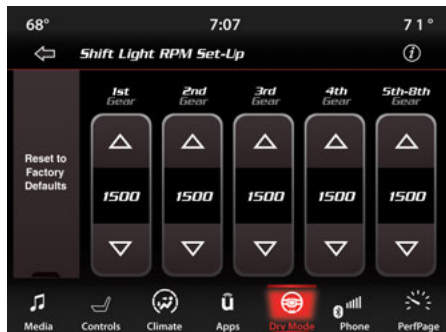 68° 7:07 71°
Shift Light RPM Set-Up
1st Gear 2nd Gear 3rd Gear 4th Gear 5th-8th Gear
Reset to
Factory
Defaults
1500 1500 1500 1500 1500
Media Controls Climate Apps Drv Mode Phone PerfPage